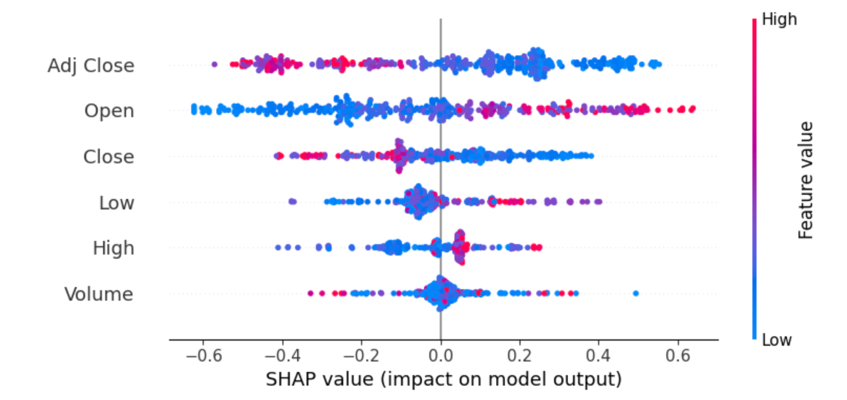 High
Adj Close
Open
Close
Low
High
Volume
Feature value
Low
−0.6 −0.4 −0.2 0.0 0.2 0.4 0.6
SHAP value (impact on model output)